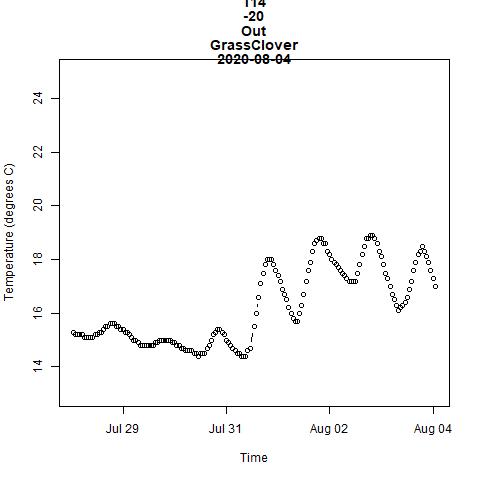 T14
-20
Out
GrassClover
2020-08-04
Temperature (degrees C)
24
22
20
18
16
14
Jul 29
Jul 31
Aug 02
Aug 04
Time